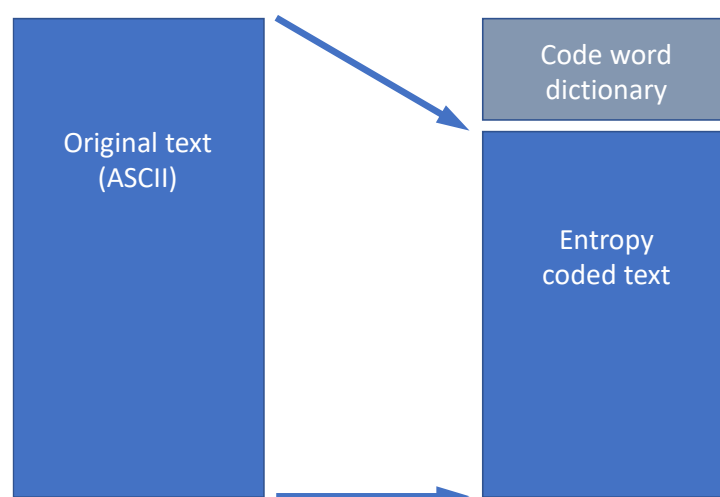 Original text
(ASCII)
Code word
dictionary
Entropy
coded text